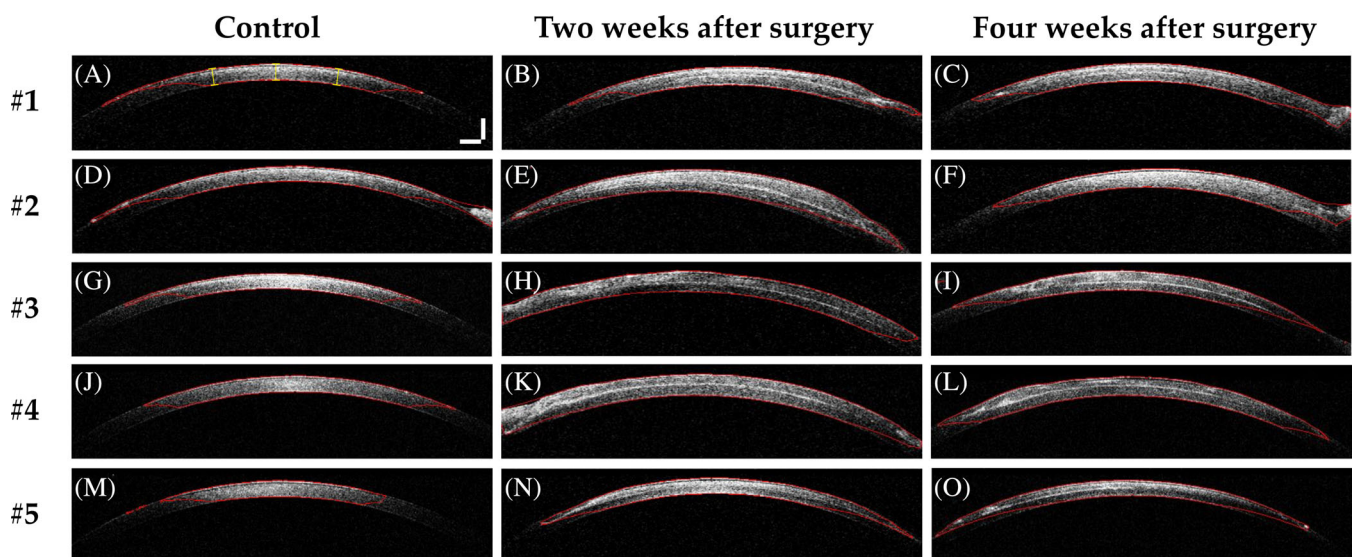 Control Two weeks after surgery Four weeks after surgery
#1 (A) (B) (C)
#2 (D) (E) (F)
#3 (G) (H) (I)
#4 (J) (K) (L)
#5 (M) (N) (O)